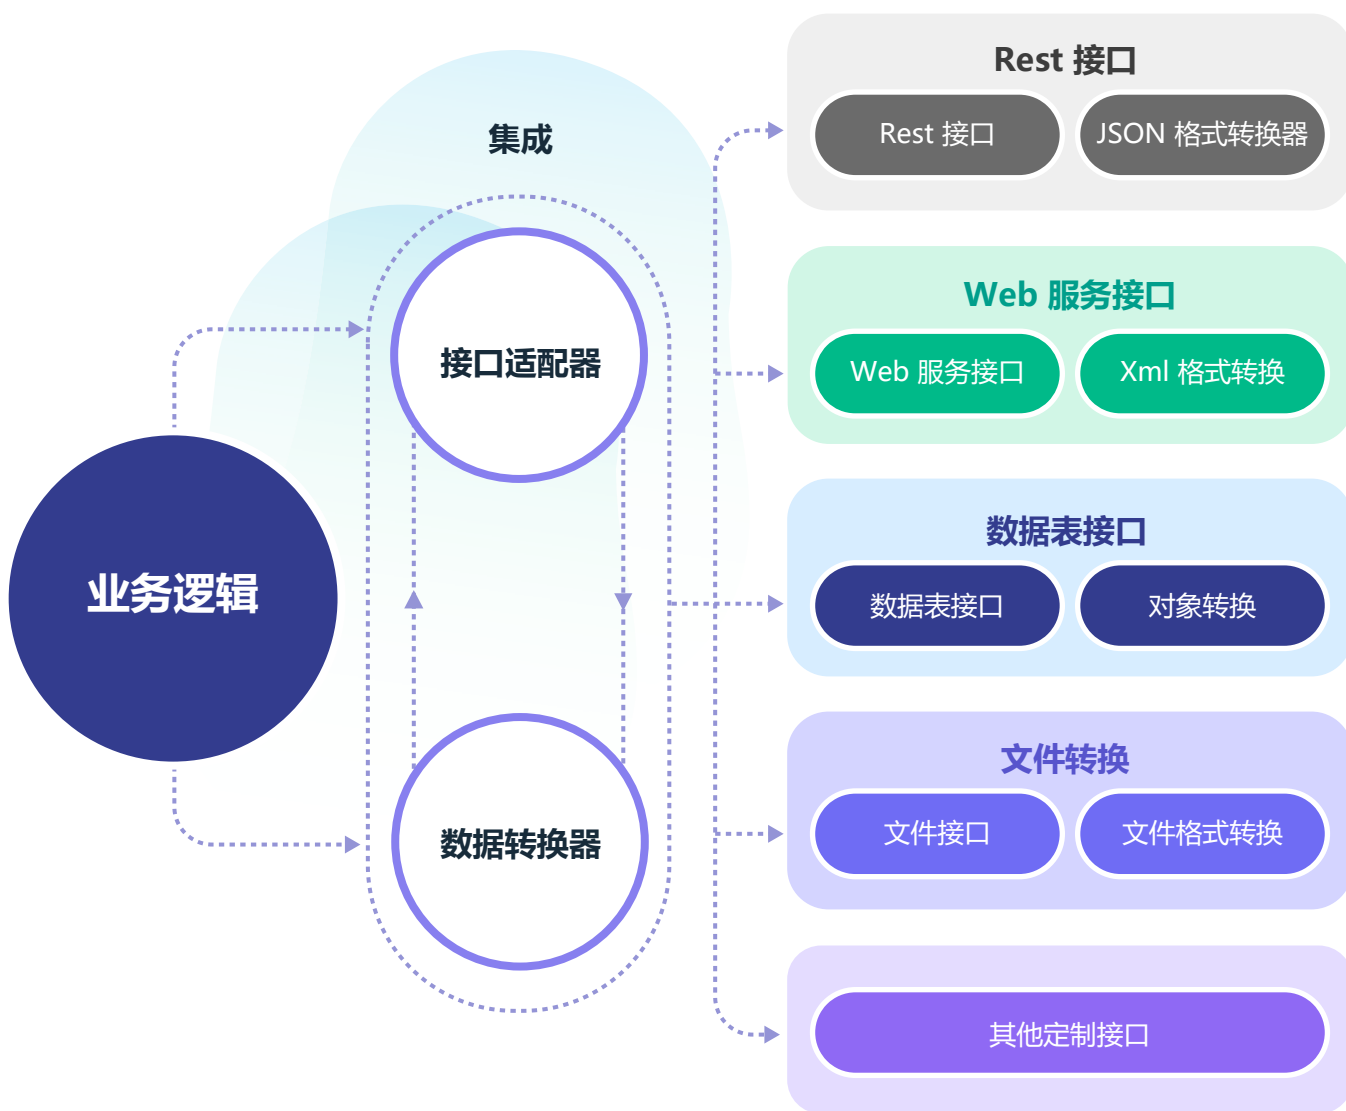 集成
接口适配器
业务逻辑
数据转换器
Rest 接口
Rest 接口
JSON 格式转换器
Web 服务接口
Web 服务接口
Xml 格式转换
数据表接口
数据表接口
对象转换
文件转换
文件接口
文件格式转换
其他定制接口